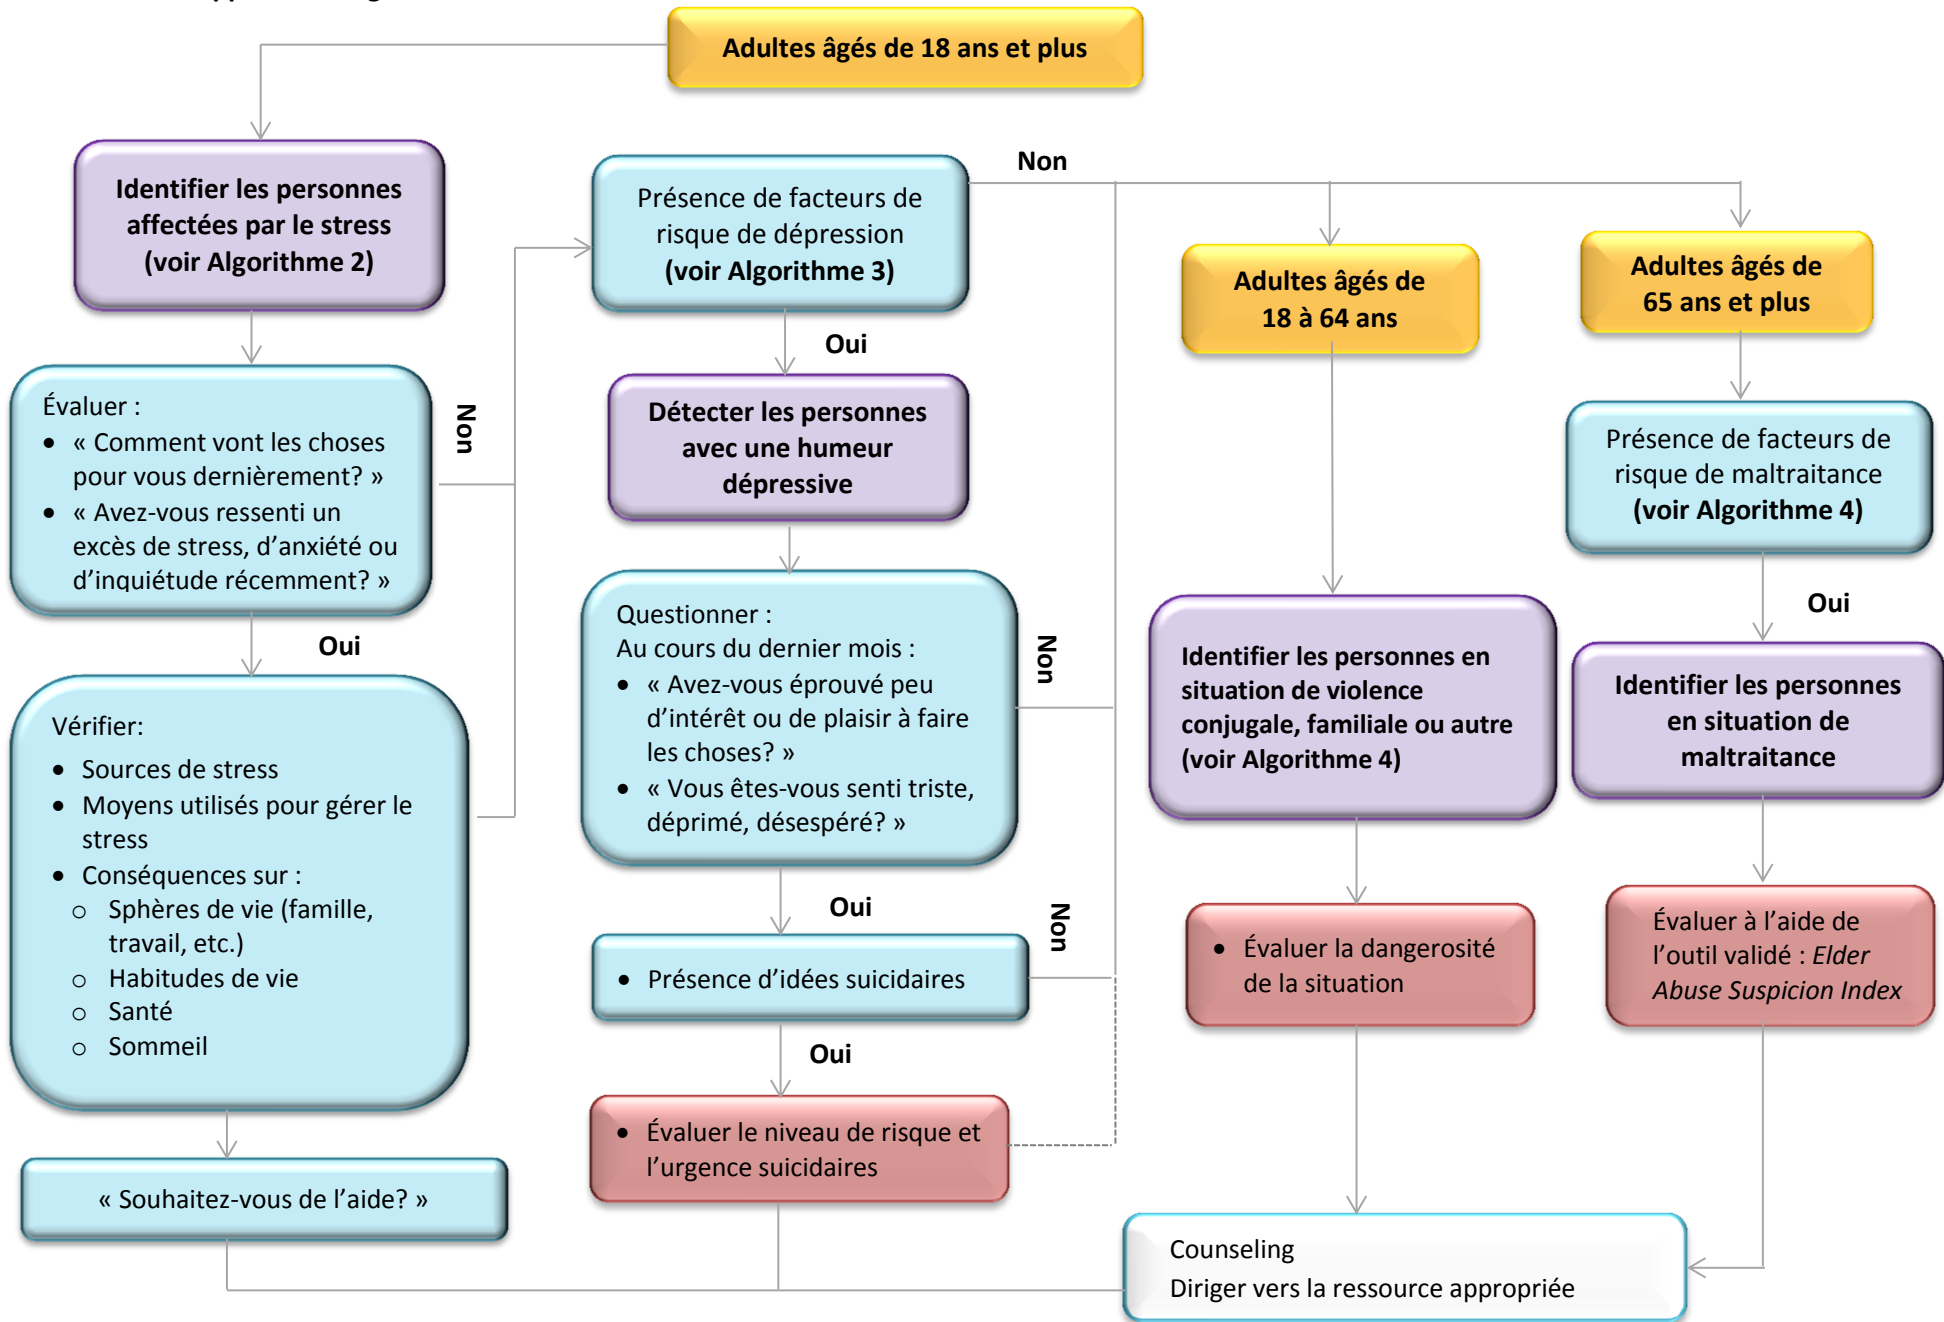 Adultes âgés de 18 ans et plus
Identifier les personnes
affectées par le stress
(voir Algorithme 2)
Évaluer :
• « Comment vont les choses
pour vous dernièrement? »
• « Avez-vous ressenti un
excès de stress, d’anxiété ou
d’inquiétude récemment? »
Non
Oui
Vérifier:
• Sources de stress
• Moyens utilisés pour gérer le
stress
• Conséquences sur :
o Sphères de vie (famille,
travail, etc.)
o Habitudes de vie
o Santé
o Sommeil
« Souhaitez-vous de l’aide? »
Présence de facteurs de
risque de dépression
(voir Algorithme 3)
Non
Oui
Détecter les personnes
avec une humeur
dépressive
Questionner :
Au cours du dernier mois :
• « Avez-vous éprouvé peu
d’intérêt ou de plaisir à faire
les choses? »
• « Vous êtes-vous senti triste,
déprimé, désespéré? »
Non
Oui
• Présence d’idées suicidaires
Non
Oui
• Évaluer le niveau de risque et
l’urgence suicidaires
Adultes âgés de
18 à 64 ans
Identifier les personnes en
situation de violence
conjugale, familiale ou autre
(voir Algorithme 4)
• Évaluer la dangerosité
de la situation
Adultes âgés de
65 ans et plus
Présence de facteurs de
risque de maltraitance
(voir Algorithme 4)
Oui
Identifier les personnes
en situation de
maltraitance
Évaluer à l’aide de
l’outil validé : Elder
Abuse Suspicion Index
Counseling
Diriger vers la ressource appropriée